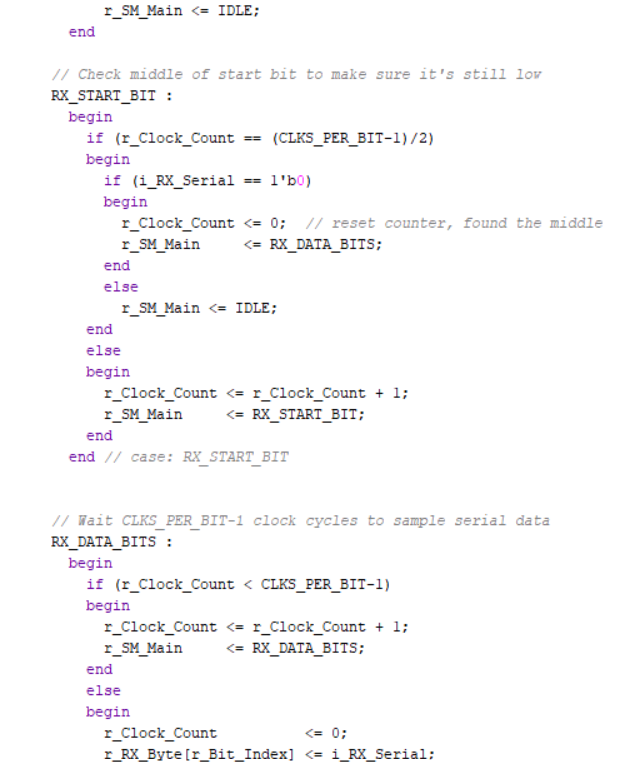 r_SM_Main <= IDLE;
end
// Check middle of start bit to make sure it's still low
RX_START_BIT :
begin
if (r_Clock_Count == (CLKS_PER_BIT-1)/2)
begin
if (i_RX_Serial == 1'b0)
begin
r_Clock_Count <= 0;  // reset counter, found the middle
r_SM_Main     <= RX_DATA_BITS;
end
else
r_SM_Main <= IDLE;
end
else
begin
r_Clock_Count <= r_Clock_Count + 1;
r_SM_Main     <= RX_START_BIT;
end
end // case: RX_START_BIT
// Wait CLKS_PER_BIT-1 clock cycles to sample serial data
RX_DATA_BITS :
begin
if (r_Clock_Count < CLKS_PER_BIT-1)
begin
r_Clock_Count <= r_Clock_Count + 1;
r_SM_Main     <= RX_DATA_BITS;
end
else
begin
r_Clock_Count          <= 0;
r_RX_Byte[r_Bit_Index] <= i_RX_Serial;